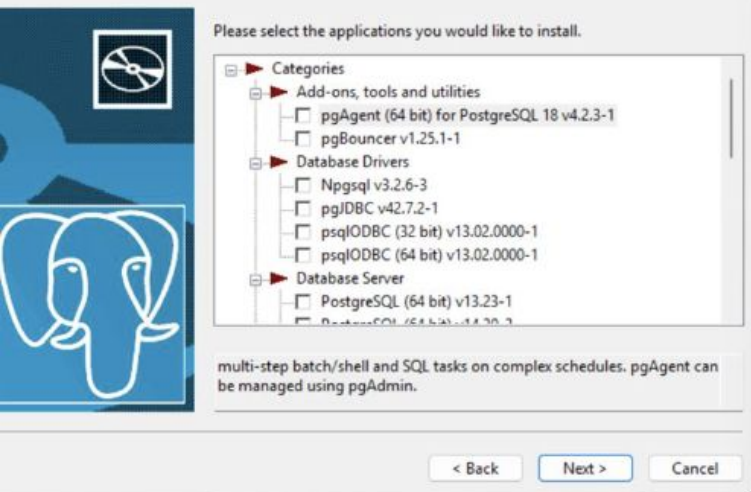 Please select the applications you would like to install.
Categories
Add-ons, tools and utilities
pgAgent (64 bit) for PostgreSQL 18 v4.2.3-1
pgBouncer v1.25.1-1
Database Drivers
Npgsql v3.2.6-3
pgJDBC v42.7.2-1
psqlODBC (32 bit) v13.02.0000-1
psqlODBC (64 bit) v13.02.0000-1
Database Server
PostgreSQL (64 bit) v13.23-1
PostgreSQL (64 bit)
multi-step batch/shell and SQL tasks on complex schedules. pgAgent can
be managed using pgAdmin.
< Back
Next >
Cancel